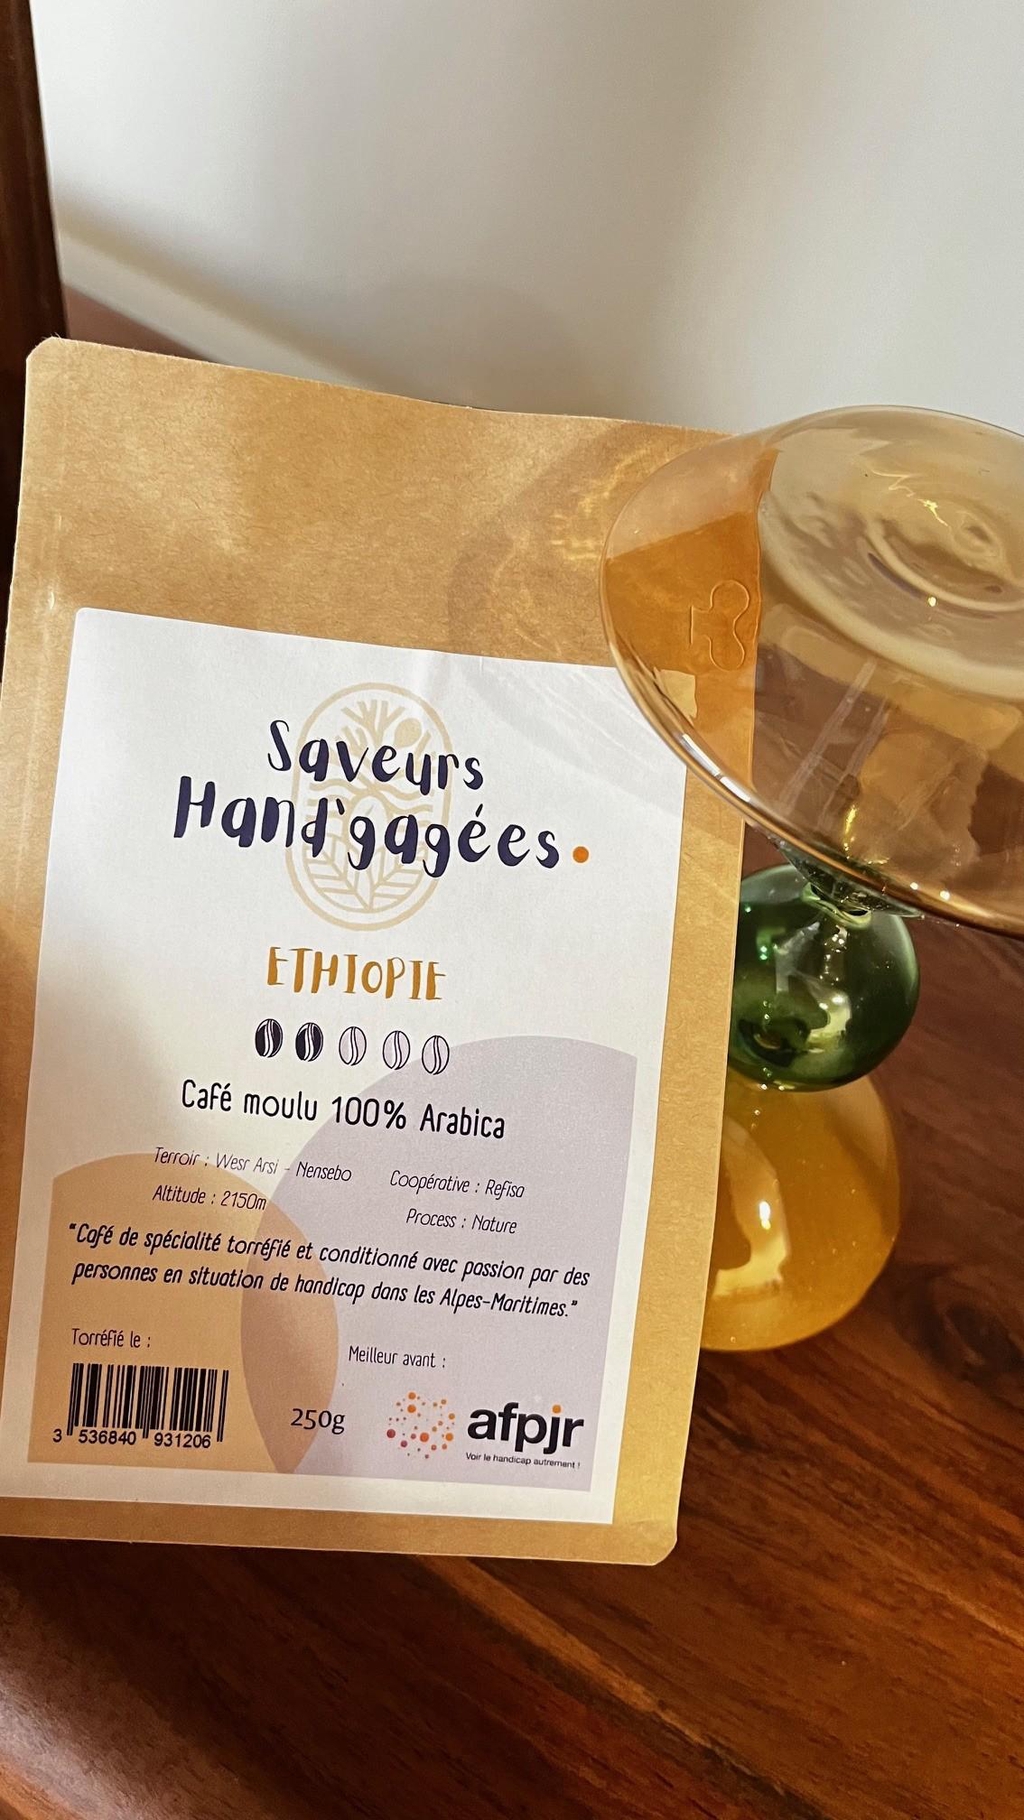 Saveurs
Hand'gagées.
ETHIOPIE
Café moulu 100% Arabica
Terroir : Wesr Arsi - Nensebo
Coopérative : Refisa
Altitude : 2150m
Process : Nature
"Café de spécialité torréfié et conditionné avec passion par des
personnes en situation de handicap dans les Alpes-Maritimes."
Torréfié le :
Meilleur avant :
3 536840 931206
250g
afpjr
Voir le handicap autrement !